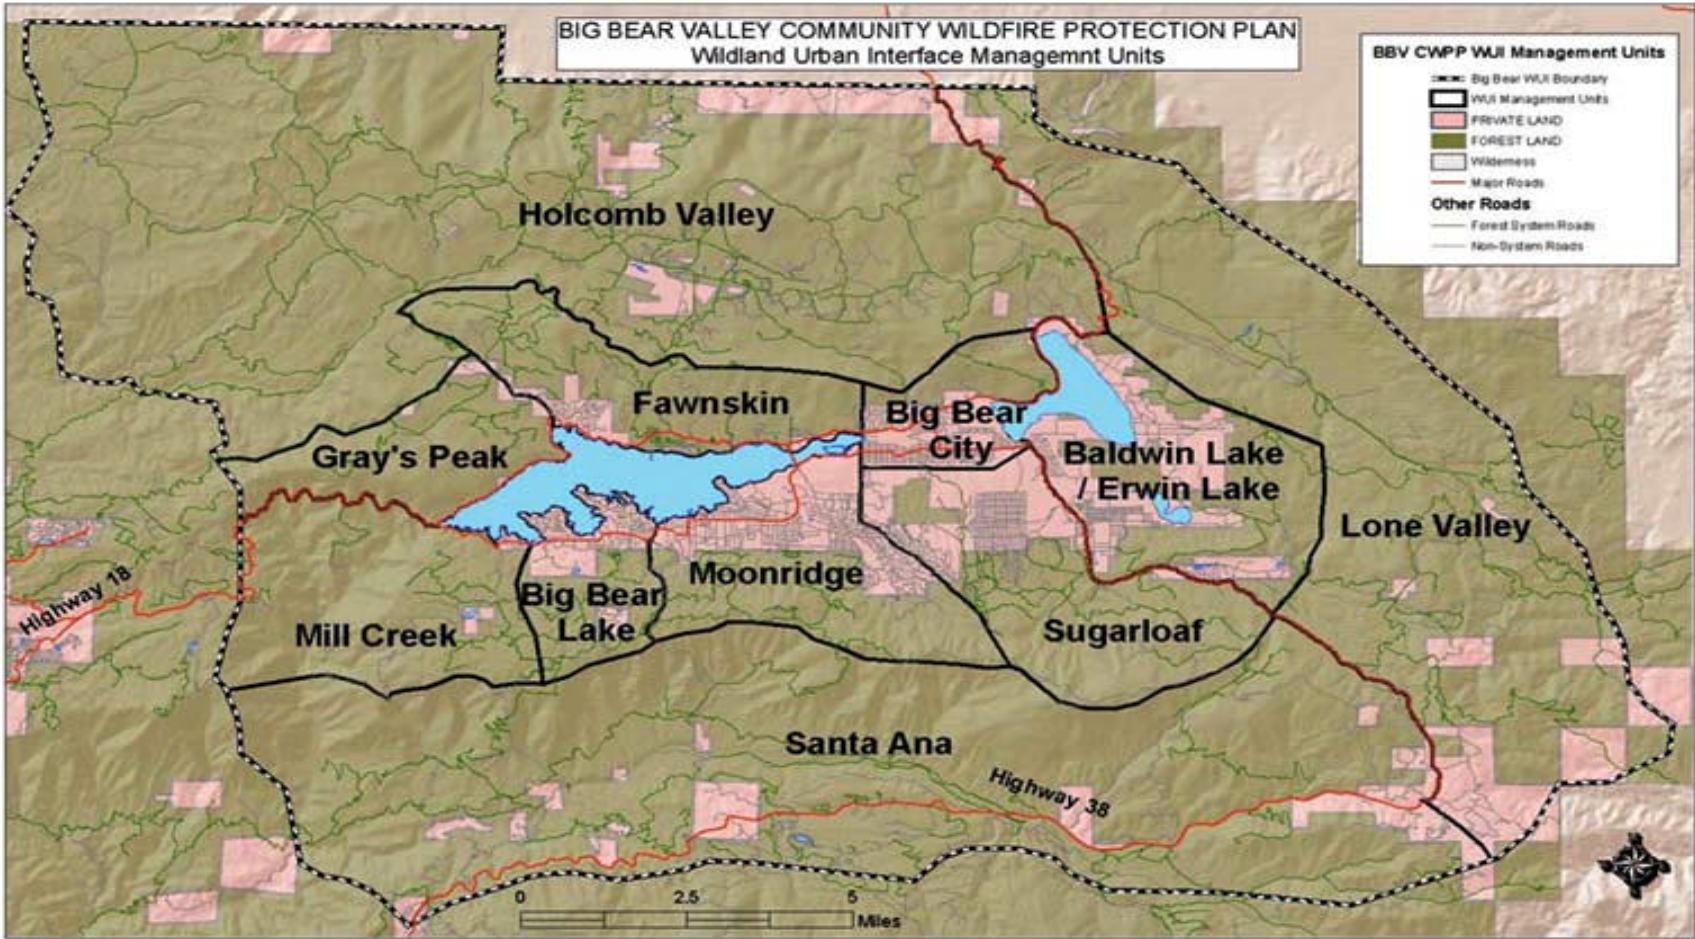 BIG BEAR VALLEY COMMUNITY WILDFIRE PROTECTION PLAN
Wildland Urban Interface Managemnt Units
BBV CWPP WUI Management Units
Big Bear WUI Boundary
WUI Management Units
PRIVATE LAND
FOREST LAND
Wilderness
Major Roads
Other Roads
Forest System Roads
Non-System Roads
Holcomb Valley
Fawnskin
Big Bear
City
Gray's Peak
Baldwin Lake
/ Erwin Lake
Lone Valley
Moonridge
Big Bear
Lake
Highway 18
Mill Creek
Sugarloaf
Santa Ana
Highway 38
0 2.5 5
Miles